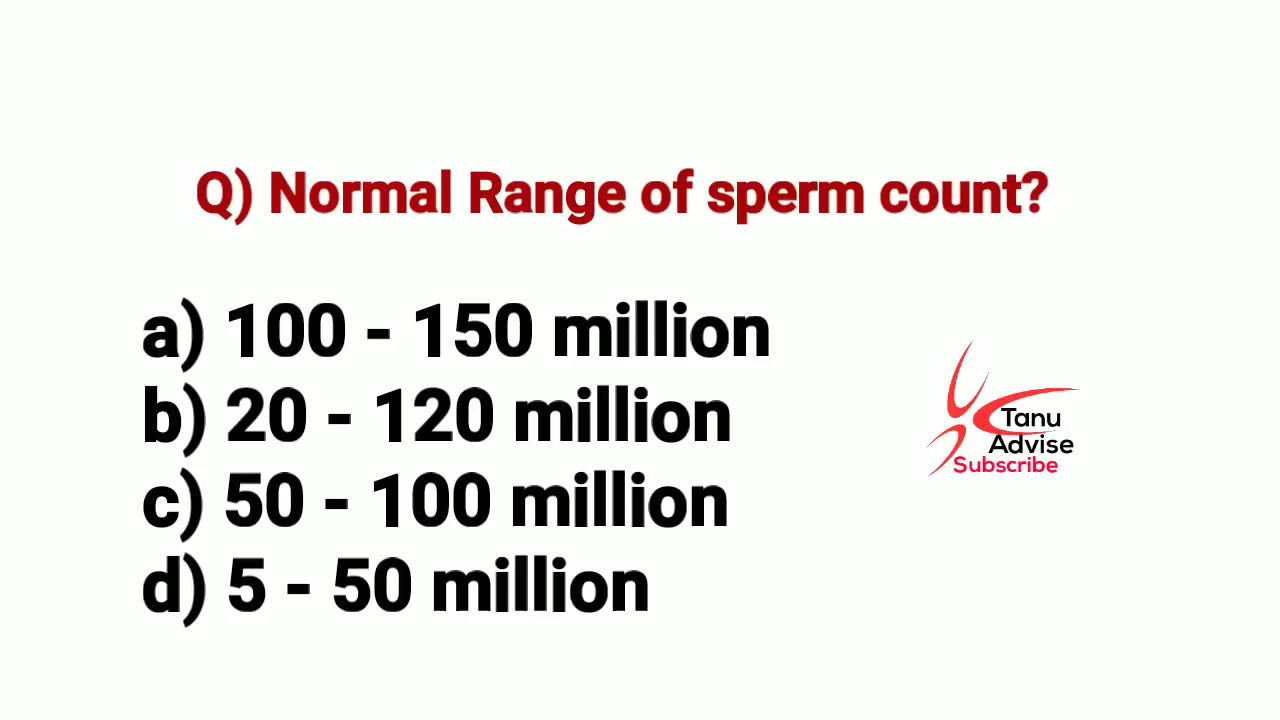 Q) Normal Range of sperm count?
a) 100 - 150 million
b) 20 - 120 million
c) 50 - 100 million
d) 5 - 50 million
Tanu
Advise
Subscribe